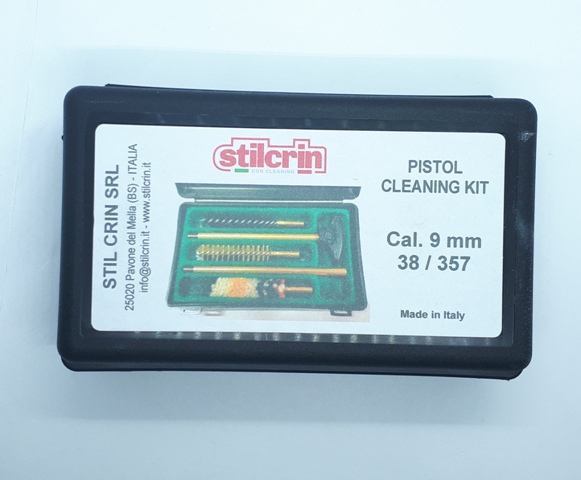 STIL CRIN SRL
25020 Pavone del Mella (BS) - ITALIA
info@stilcrin.it - www.stilcrin.it
stilcrin
GUN CLEANING
PISTOL
CLEANING KIT
Cal. 9 mm
38 / 357
Made in Italy